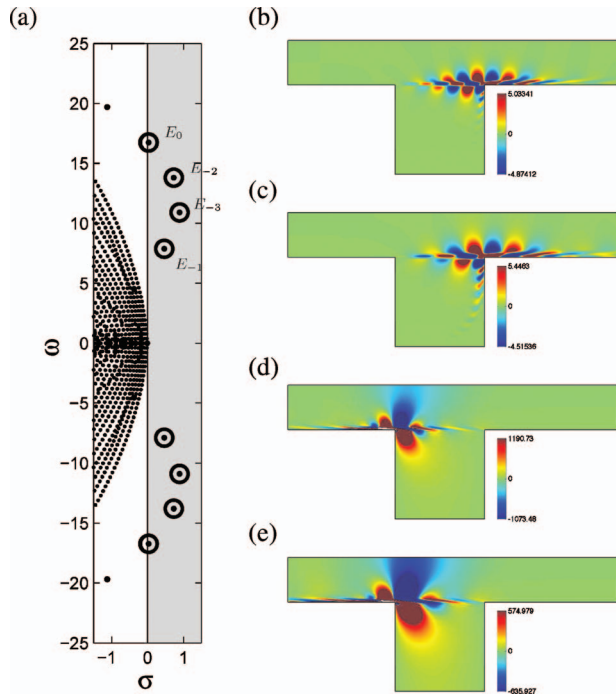 (a)
25
20
15
10
5
0
−5
−10
−15
−20
−25
ω
−1
0
1
σ
E₀
E₋₂
E₋₃
E₋₁
(b)
5.03341
0
-4.87412
(c)
5.4463
0
-4.51536
(d)
1190.73
0
-1073.48
(e)
574.979
0
-635.927